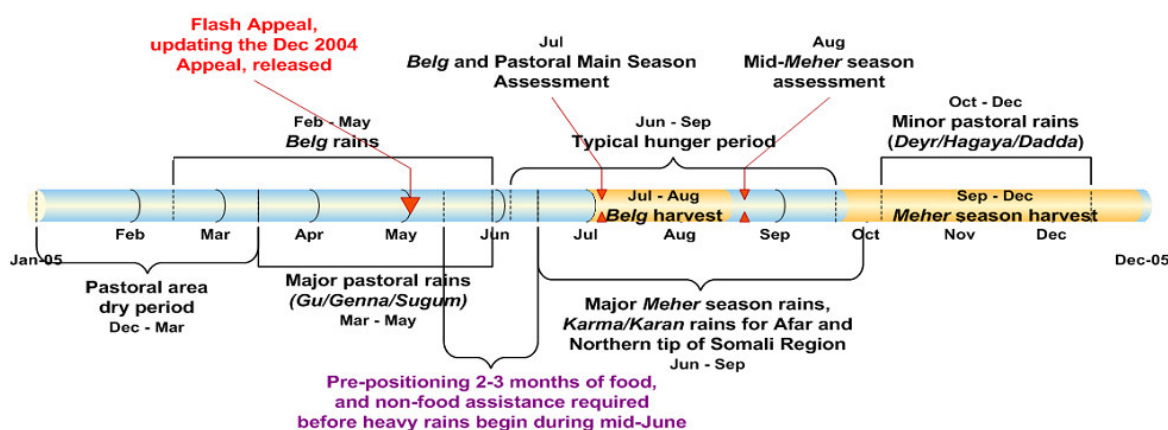 Flash Appeal,
updating the Dec 2004
Appeal, released
Jul
Belg and Pastoral Main Season
Assessment
Aug
Mid-Meher season
assessment
Feb - May
Belg rains
Jun - Sep
Typical hunger period
Oct - Dec
Minor pastoral rains
(Deyr/Hagaya/Dadda)
Jul - Aug
Belg harvest
Sep - Dec
Meher season harvest
Jan-05
Feb
Mar
Apr
May
Jun
Jul
Aug
Sep
Oct
Nov
Dec
Dec-05
Pastoral area
dry period
Dec - Mar
Major pastoral rains
(Gu/Genna/Sugum)
Mar - May
Major Meher season rains,
Karma/Karan rains for Afar and
Northern tip of Somali Region
Jun - Sep
Pre-positioning 2-3 months of food,
and non-food assistance required
before heavy rains begin during mid-June